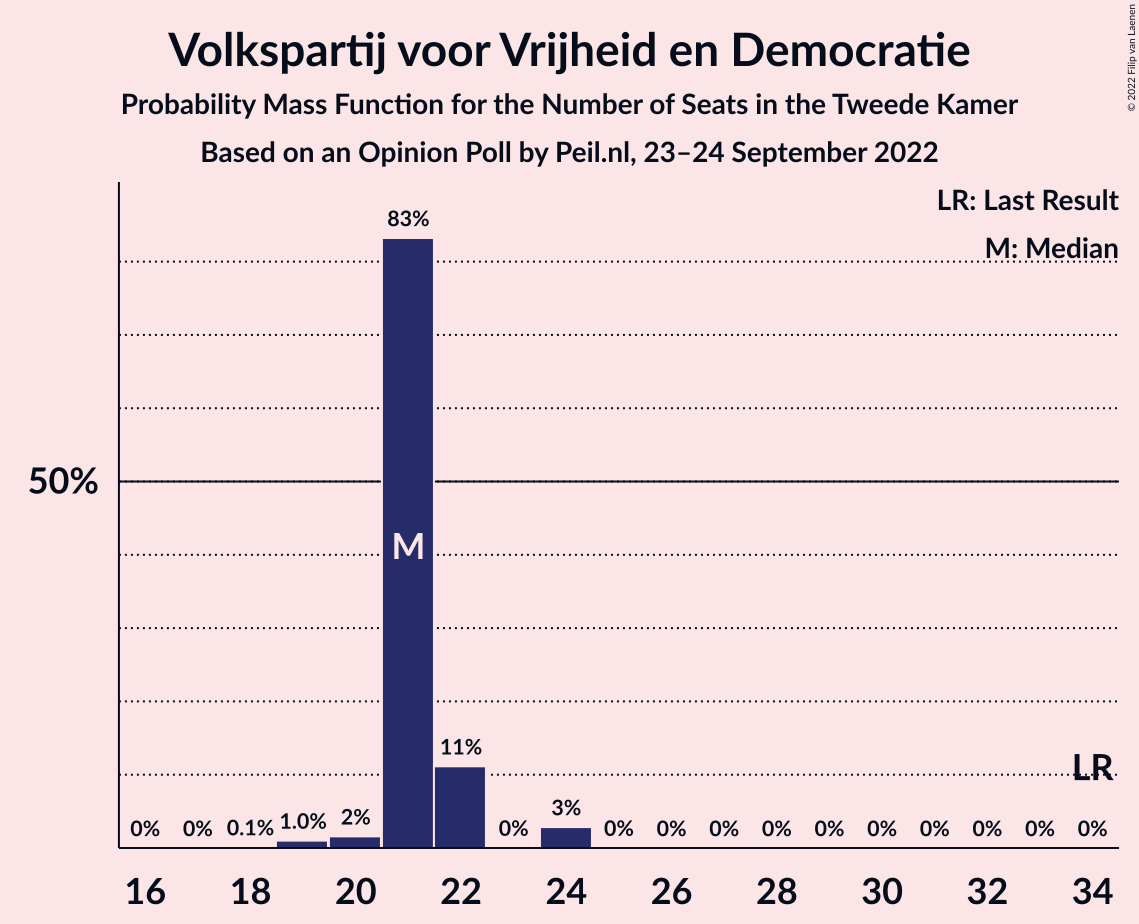 Volkspartij voor Vrijheid en Democratie
Probability Mass Function for the Number of Seats in the Tweede Kamer
Based on an Opinion Poll by Peil.nl, 23–24 September 2022
© 2022 Filip van Laenen
LR: Last Result
M: Median
83%
50%
M
11%
LR
0% 0% 0.1% 1.0% 2% 0% 3% 0% 0% 0% 0% 0% 0% 0% 0% 0% 0%
16 18 20 22 24 26 28 30 32 34